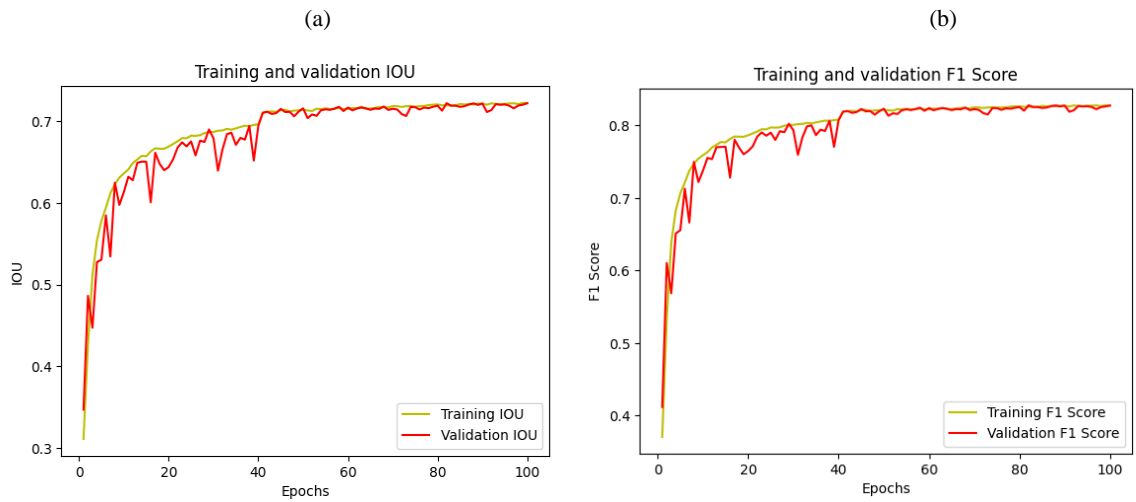 (a)
(b)
Training and validation IOU
0.7
0.6
0.5
0.4
0.3
IOU
0
20
40
60
80
100
Epochs
Training IOU
Validation IOU
Training and validation F1 Score
0.8
0.7
0.6
0.5
0.4
F1 Score
0
20
40
60
80
100
Epochs
Training F1 Score
Validation F1 Score